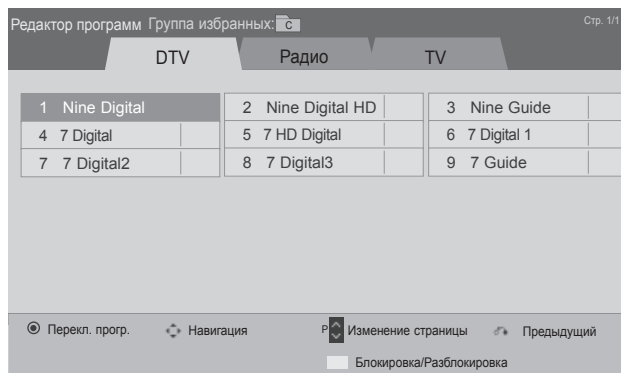 Редактор программ Группа избранных: C Стр. 1/1
DTV Радио TV
1 Nine Digital 2 Nine Digital HD 3 Nine Guide
4 7 Digital 5 7 HD Digital 6 7 Digital 1
7 7 Digital2 8 7 Digital3 9 7 Guide
Перекл. прогр. Навигация P Изменение страницы Предыдущий
Блокировка/Разблокировка